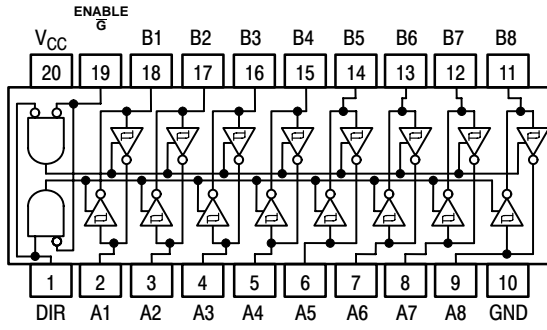 ENABLE
G̅
VCC B1 B2 B3 B4 B5 B6 B7 B8
20 19 18 17 16 15 14 13 12 11
1 2 3 4 5 6 7 8 9 10
DIR A1 A2 A3 A4 A5 A6 A7 A8 GND